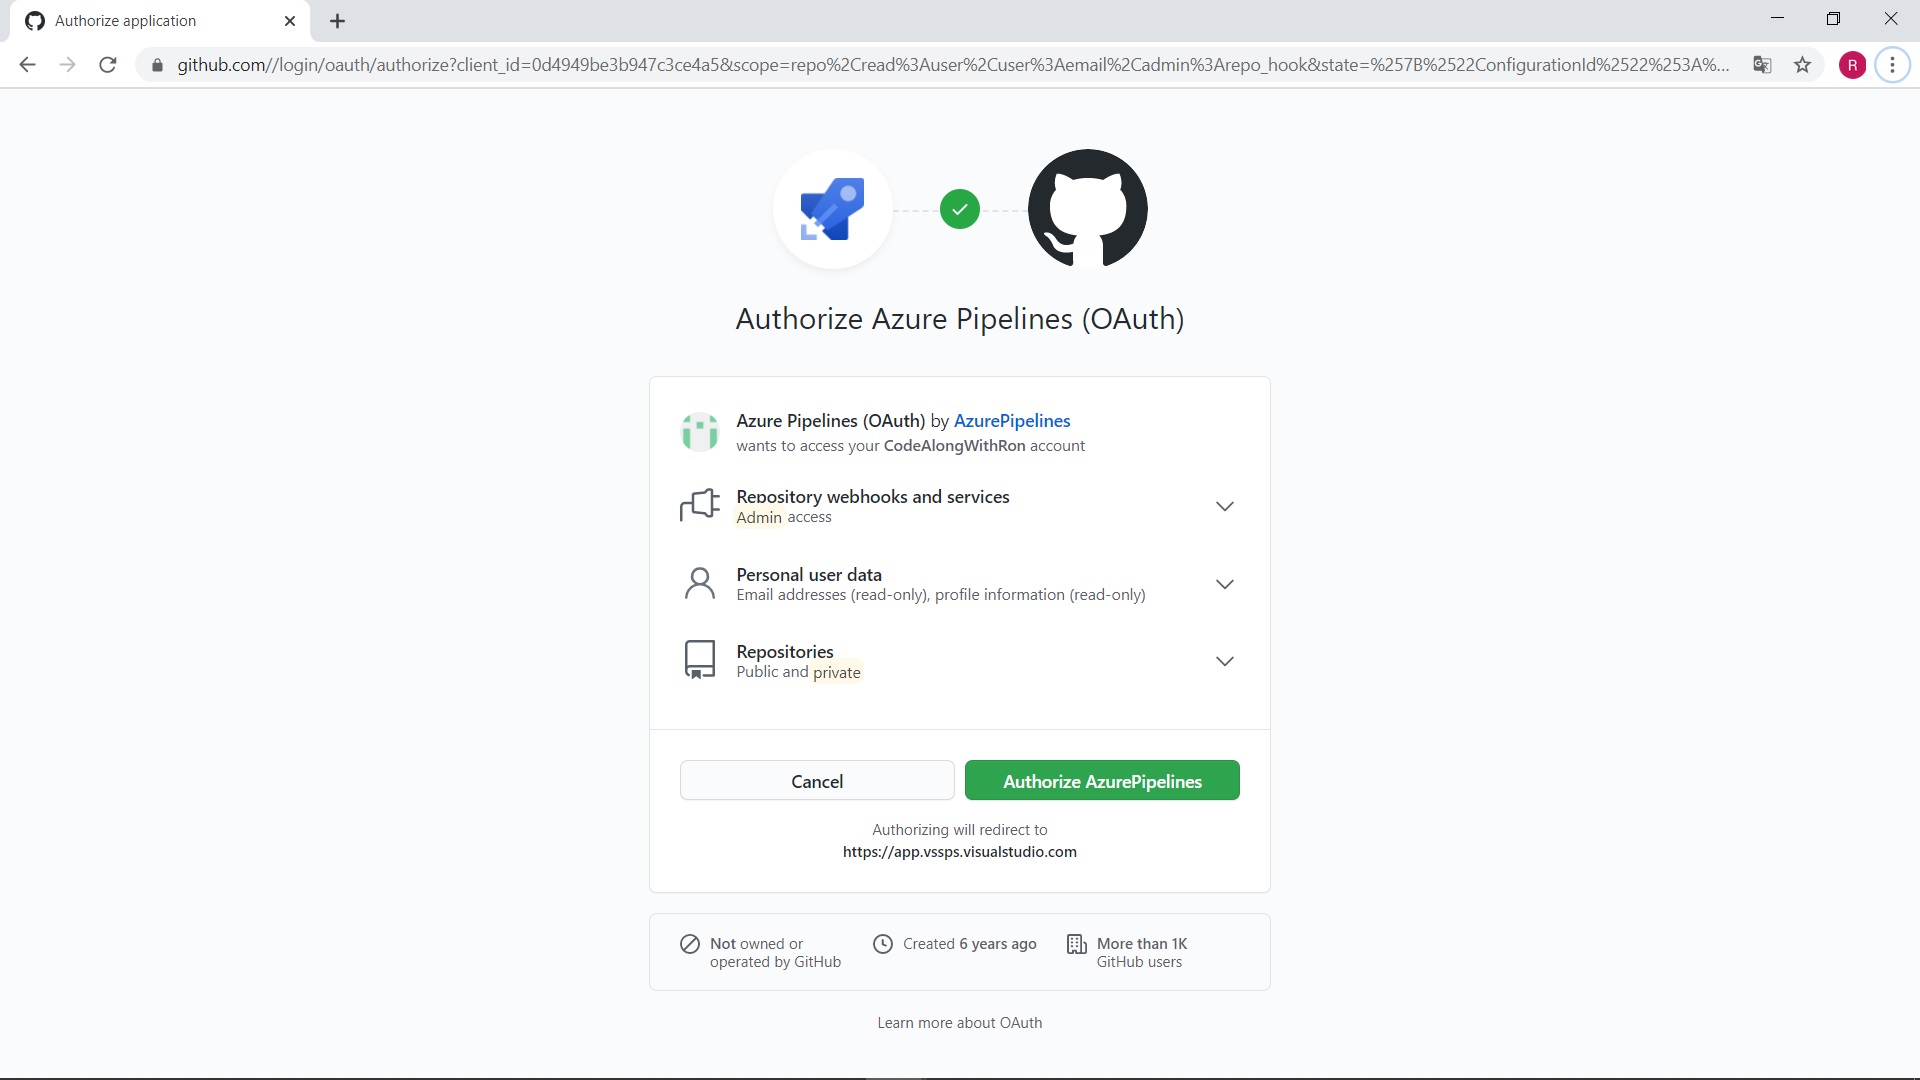 Authorize application
github.com//login/oauth/authorize?client_id=0d4949be3b947c3ce4a5&scope=repo%2Cread%3Auser%2Cuser%3Aemail%2Cadmin%3Arepo_hook&state=%257B%2522ConfigurationId%2522%253A%...
R
Authorize Azure Pipelines (OAuth)
Azure Pipelines (OAuth) by AzurePipelines
wants to access your CodeAlongWithRon account
Repository webhooks and services
Admin access
Personal user data
Email addresses (read-only), profile information (read-only)
Repositories
Public and private
Cancel
Authorize AzurePipelines
Authorizing will redirect to
https://app.vssps.visualstudio.com
Not owned or
operated by GitHub
Created 6 years ago
More than 1K
GitHub users
Learn more about OAuth